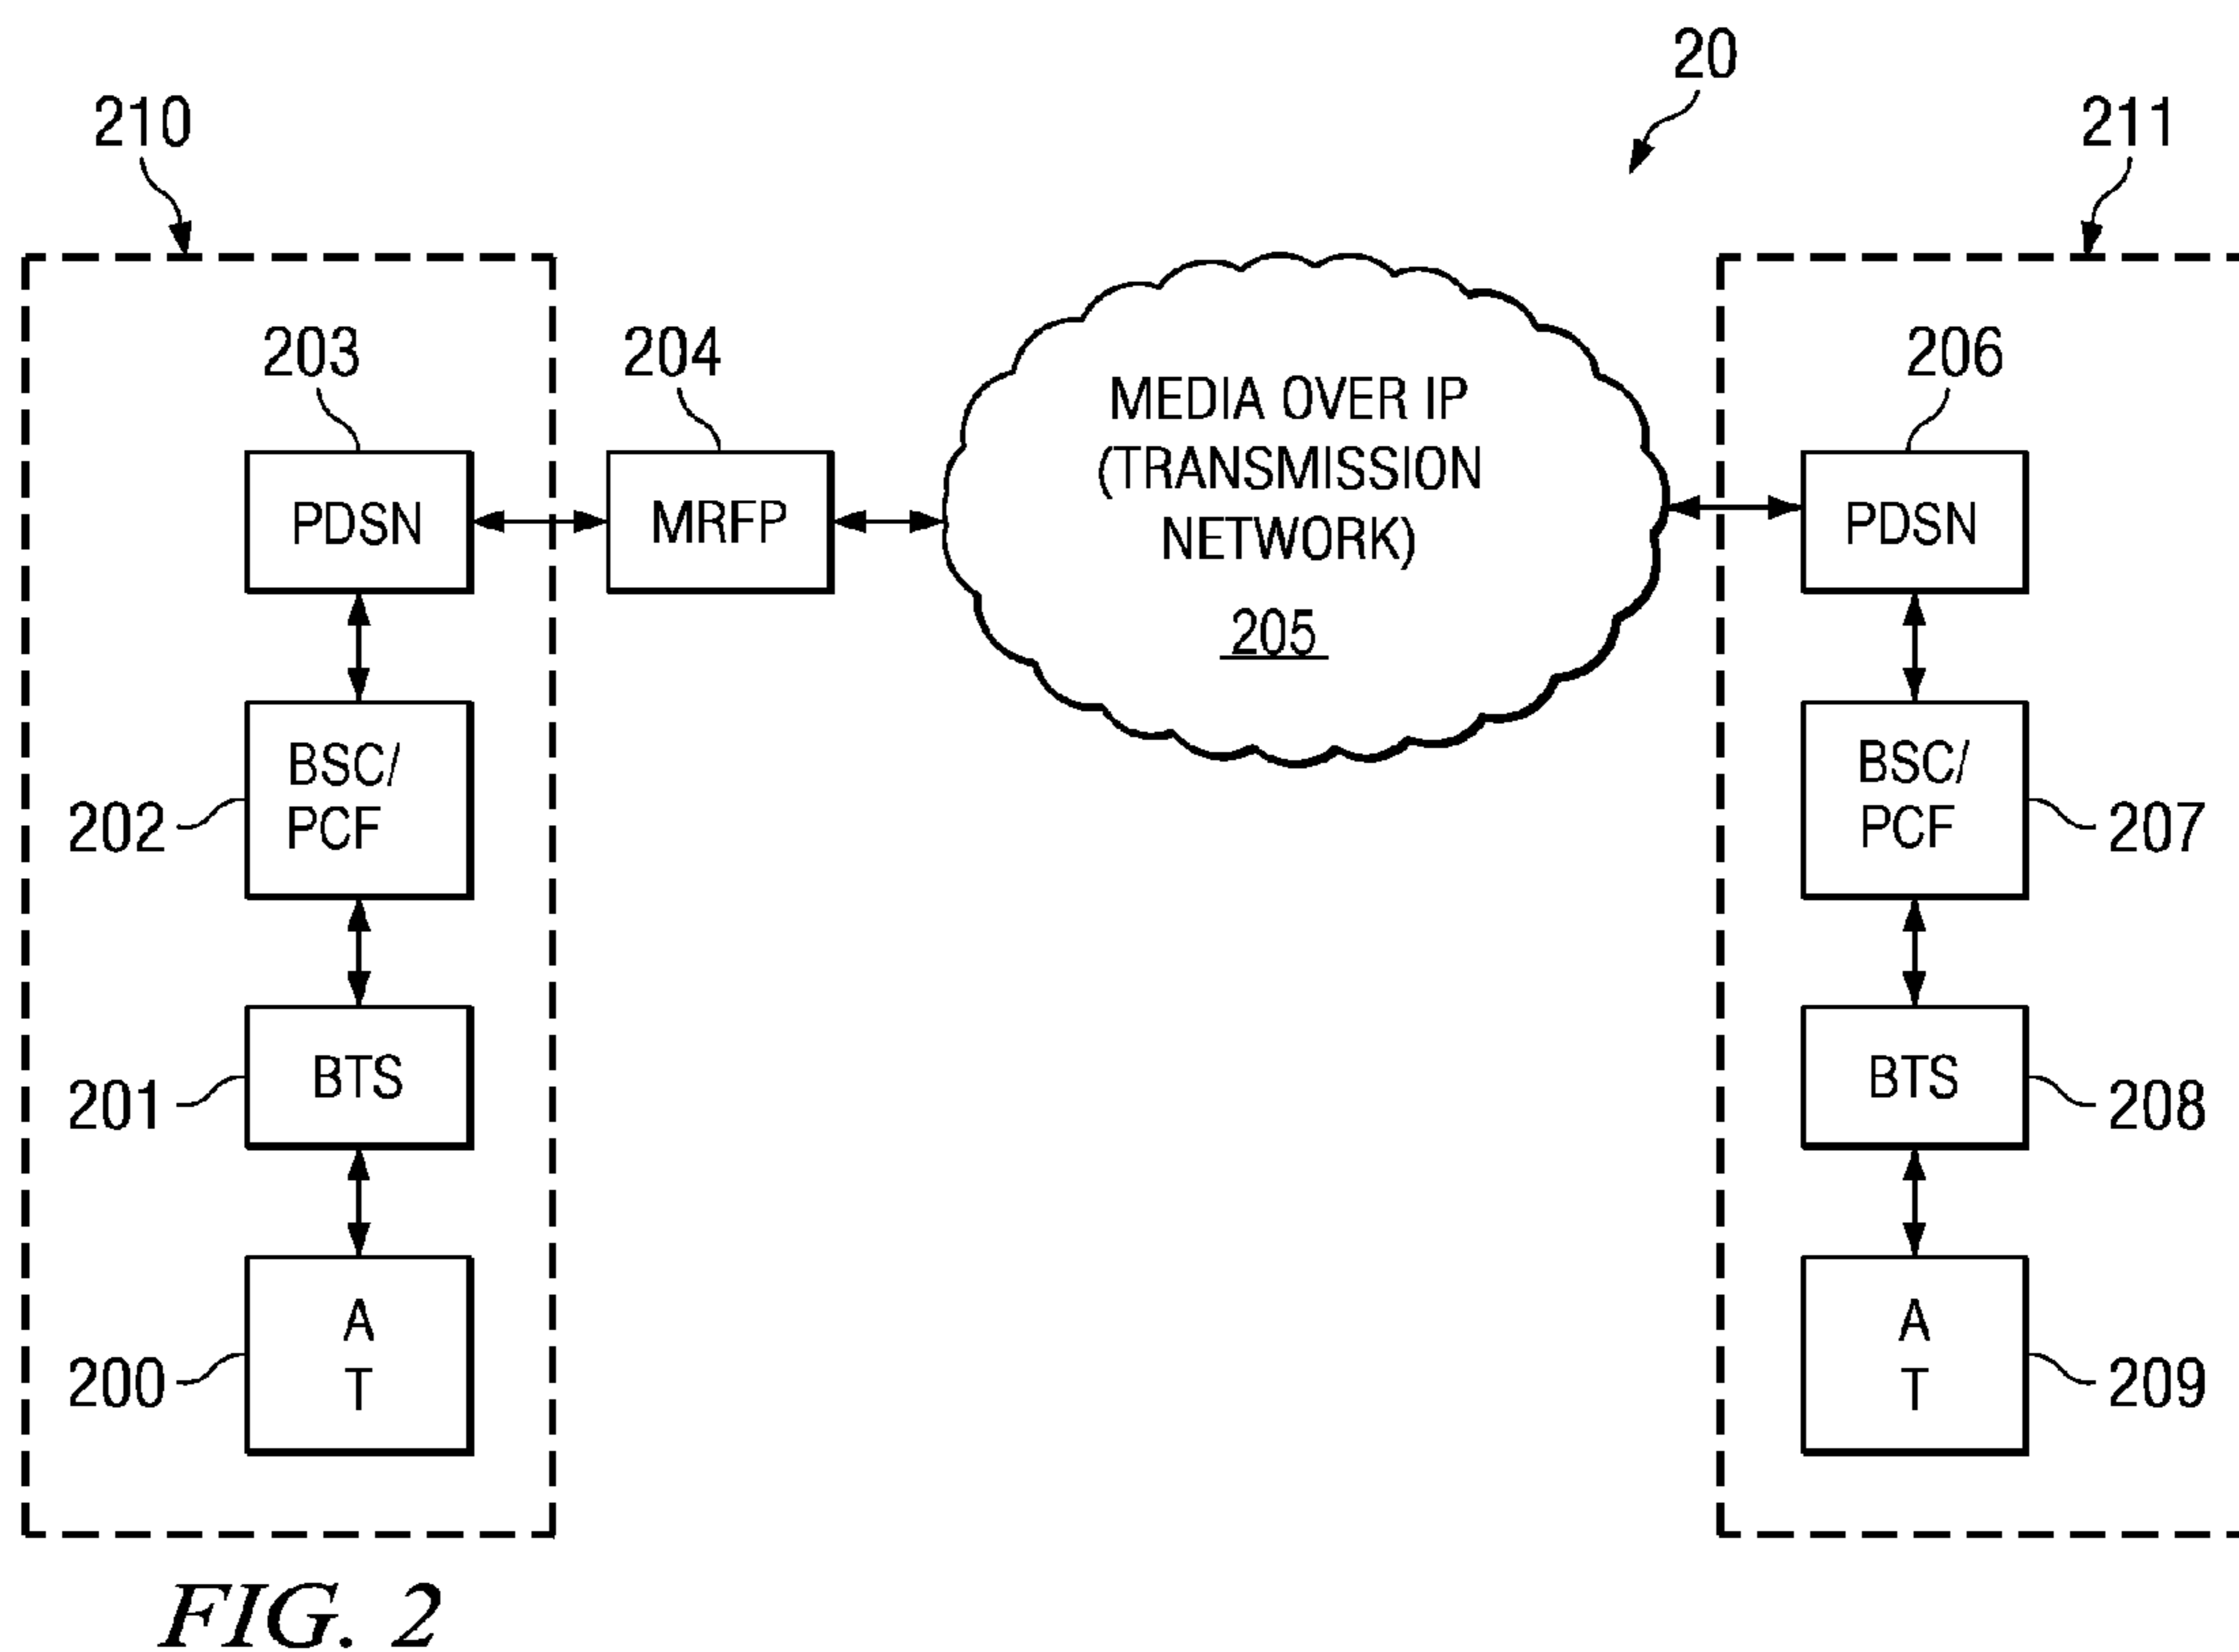 20
210
211
203
204
206
MEDIA OVER IP
(TRANSMISSION
NETWORK)
205
PDSN
MRFP
PDSN
BSC/
PCF
202
BSC/
PCF
207
BTS
201
BTS
208
A
T
200
A
T
209
FIG. 2